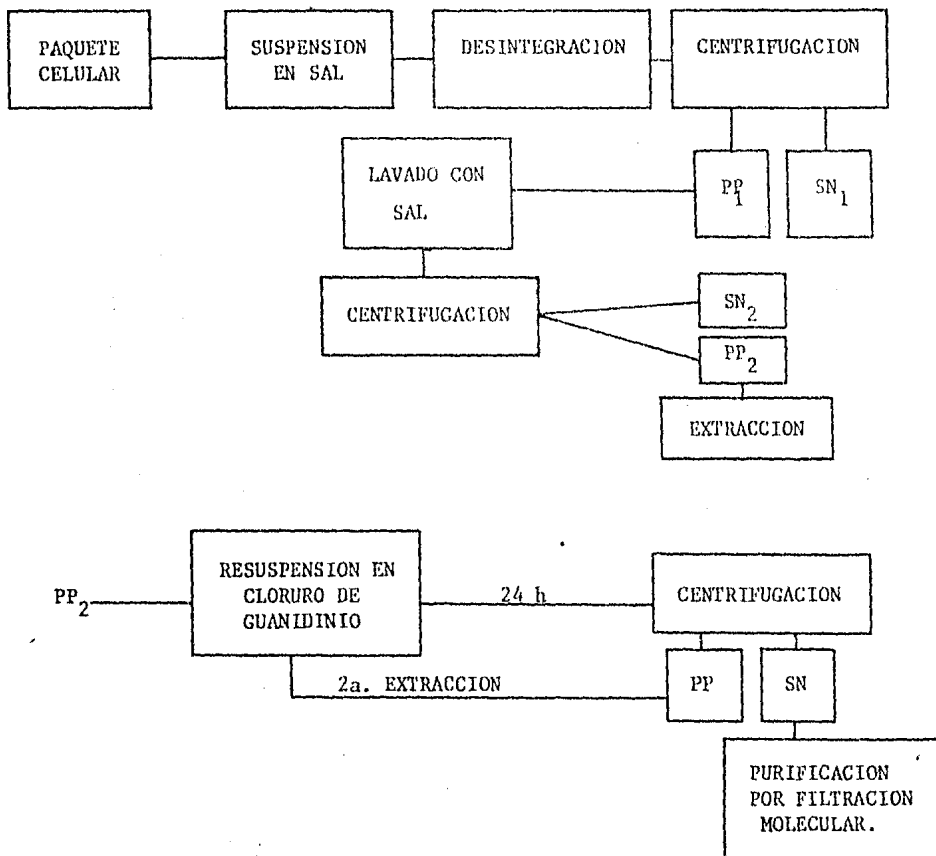 PAQUETE
CELULAR
SUSPENSION
EN SAL
DESINTEGRACION
CENTRIFUGACION
LAVADO CON
SAL
PP1
SN1
CENTRIFUGACION
SN2
PP2
EXTRACCION
PP2
RESUSPENSION EN
CLORURO DE
GUANIDINIO
24 h
CENTRIFUGACION
2a. EXTRACCION
PP
SN
PURIFICACION
POR FILTRACION
MOLECULAR.